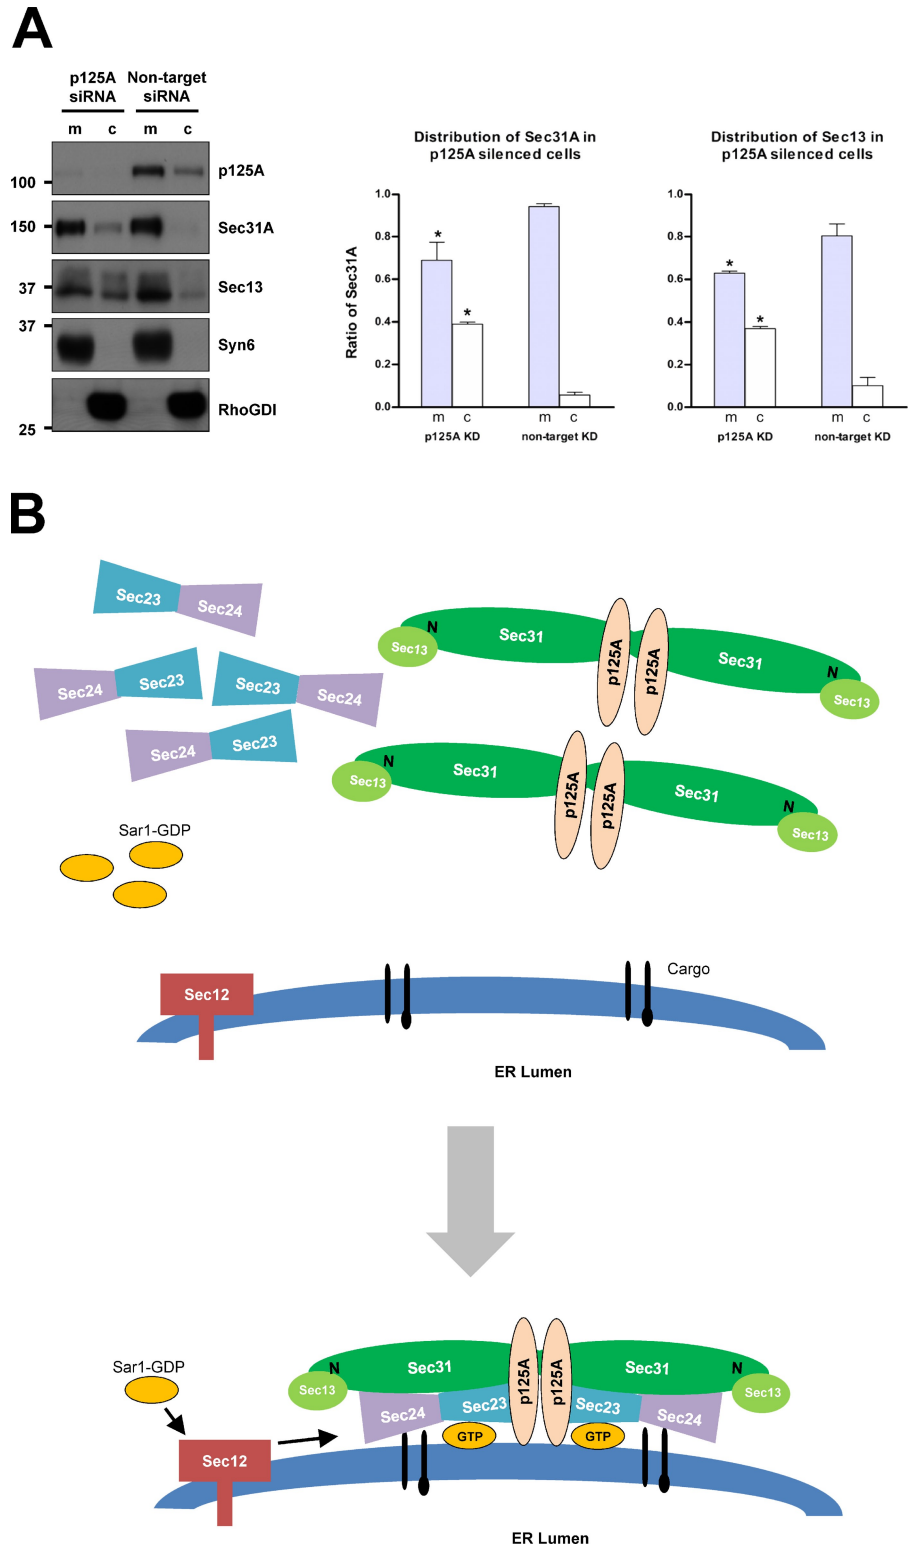 A
p125A Non-target
siRNA siRNA
m c m c
100
p125A
150
Sec31A
37
Sec13
37
Syn6
25
RhoGDI
Distribution of Sec31A in
p125A silenced cells
Ratio of Sec31A
1.0
0.8
0.6
0.4
0.2
0.0
*
*
m c m c
p125A KD non-target KD
Distribution of Sec13 in
p125A silenced cells
1.0
0.8
0.6
0.4
0.2
0.0
*
*
m c m c
p125A KD non-target KD
B
Sec23 Sec24
Sec24 Sec23
Sec23 Sec24
Sec24 Sec23
Sec13 N Sec31 p125A p125A Sec31 N Sec13
Sec13 N Sec31 p125A p125A Sec31 N Sec13
Sar1-GDP
Sec12
Cargo
ER Lumen
Sar1-GDP
Sec12
Sec13 N Sec31 p125A p125A Sec31 N Sec13
Sec24 Sec23 Sec23 Sec24
GTP GTP
ER Lumen